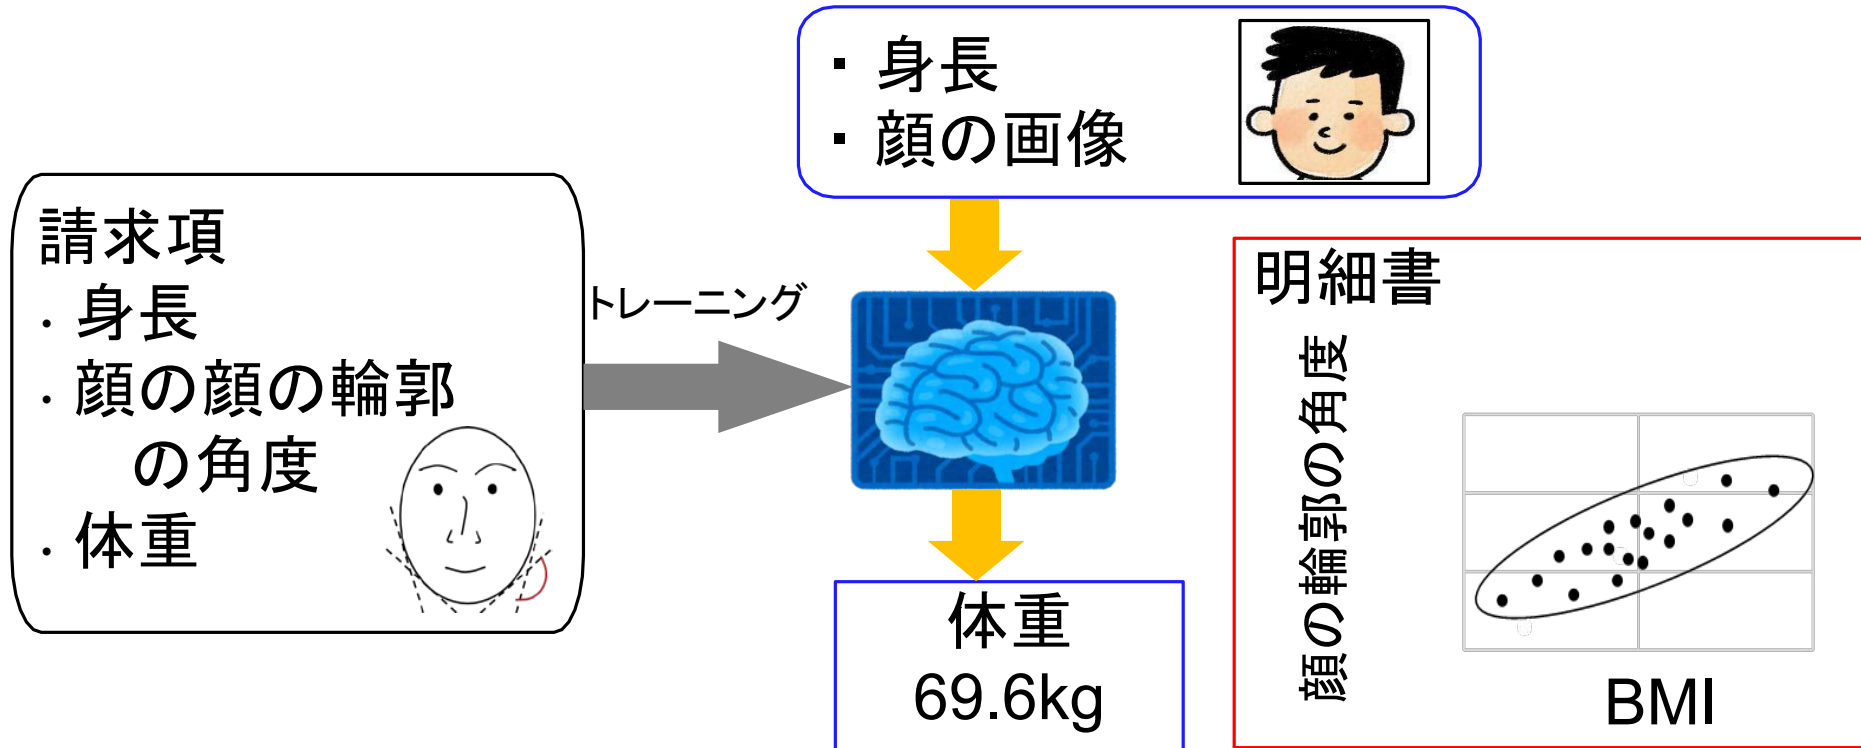 ・ 身長
・ 顔の画像
請求項
・ 身長
・ 顔の顔の輪郭
の角度
・ 体重
トレーニング
体重
69.6kg
明細書
顔の輪郭の角度
BMI